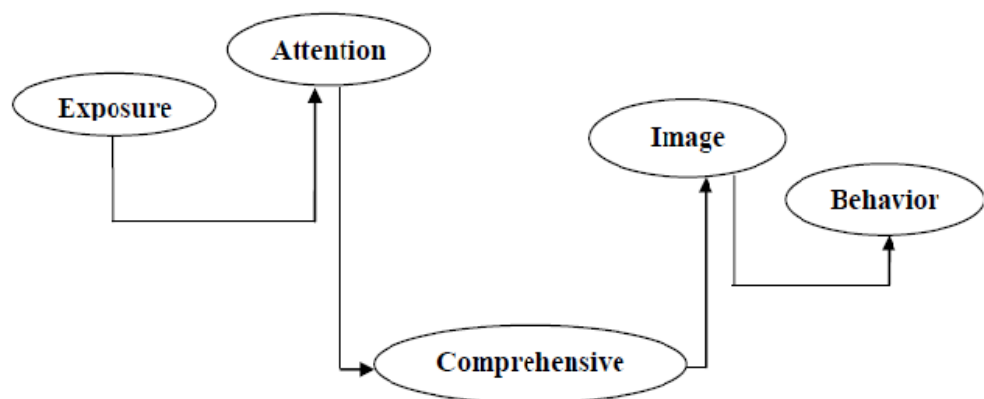 Exposure
Attention
Comprehensive
Image
Behavior